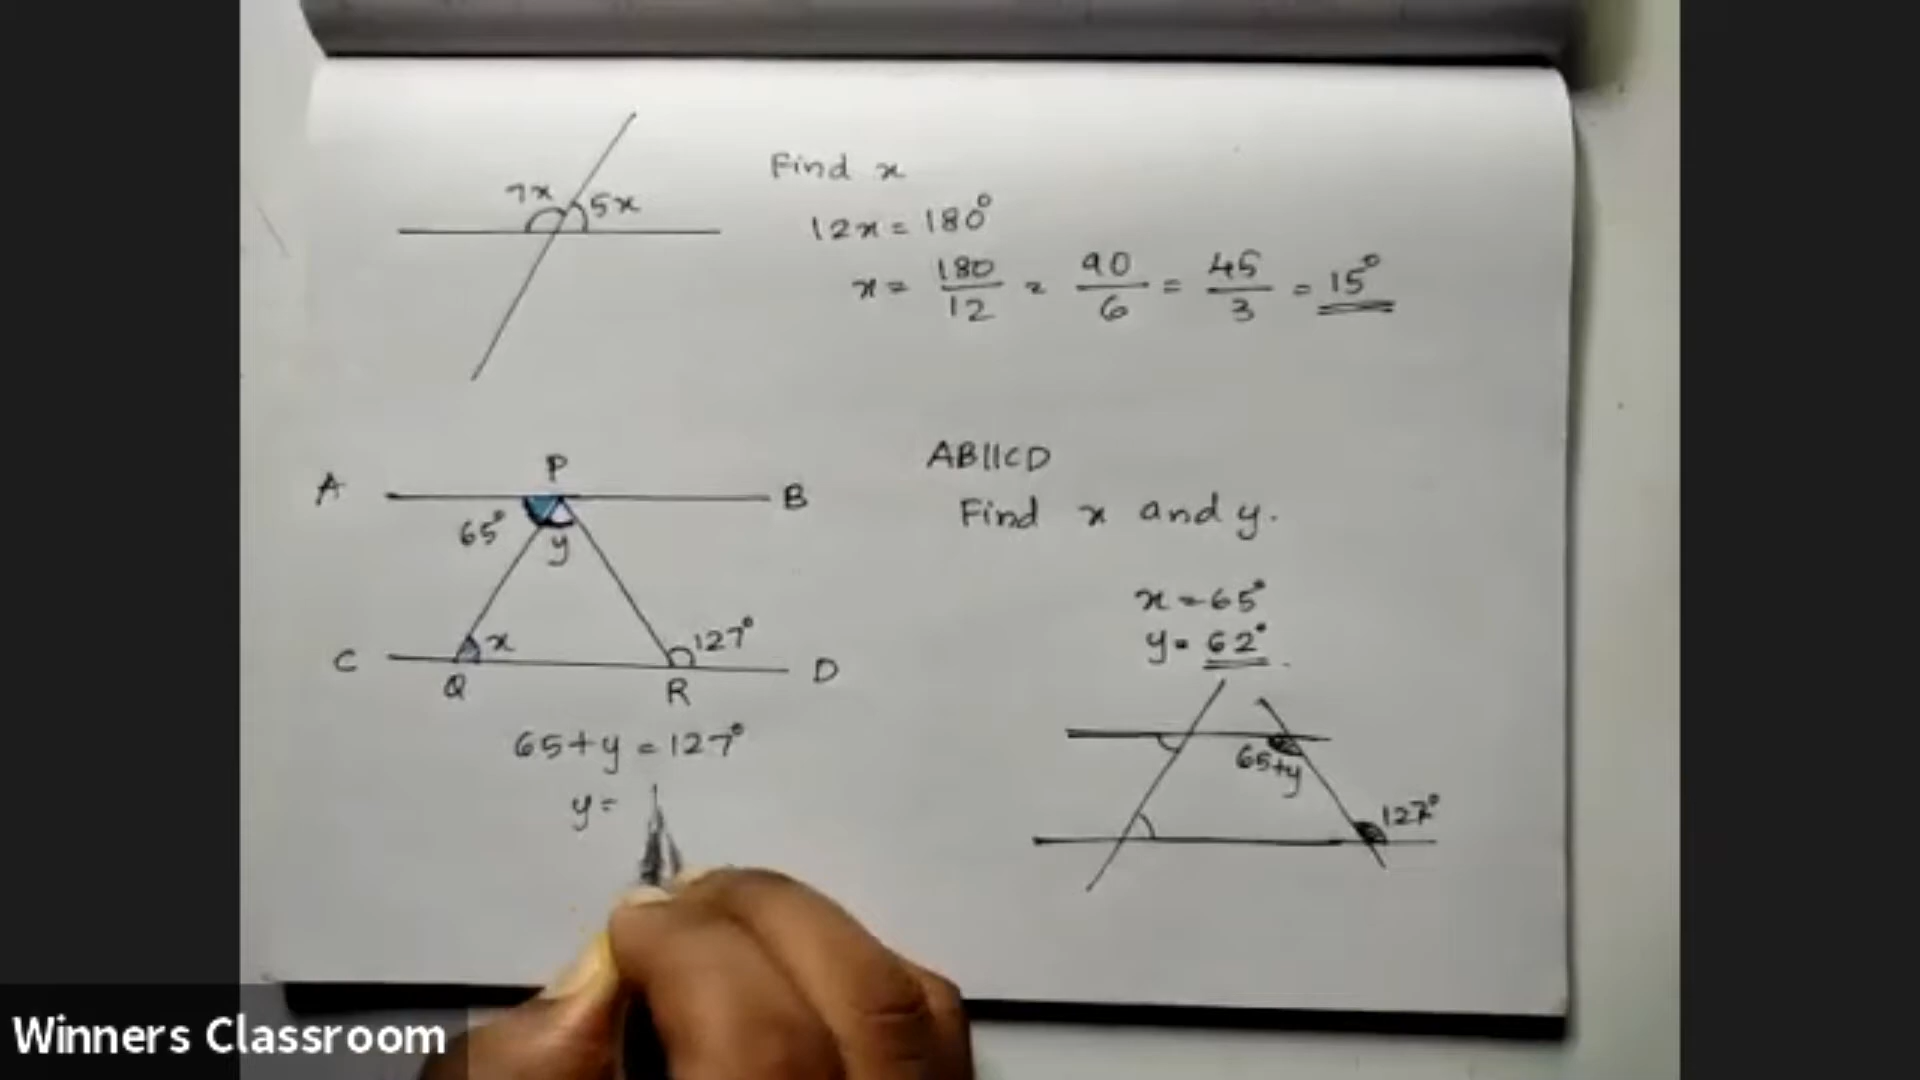 7x
5x
Find x
12x = 180°
x = 180/12 = 90/6 = 45/3 = 15°
A
P
B
65°
y
C
x
127°
D
Q
R
65+y = 127°
y =
AB||CD
Find x and y.
x = 65°
y = 62°.
65+y
127°
Winners Classroom